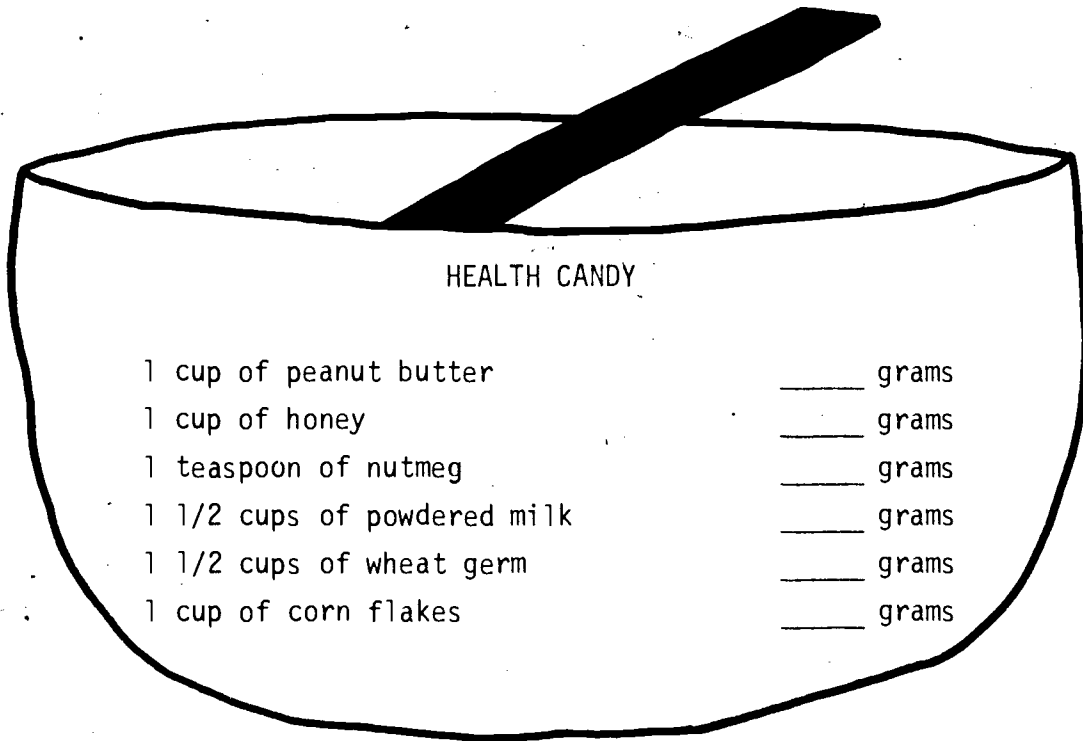 HEALTH CANDY
1 cup of peanut butter _____ grams
1 cup of honey _____ grams
1 teaspoon of nutmeg _____ grams
1 1/2 cups of powdered milk _____ grams
1 1/2 cups of wheat germ _____ grams
1 cup of corn flakes _____ grams